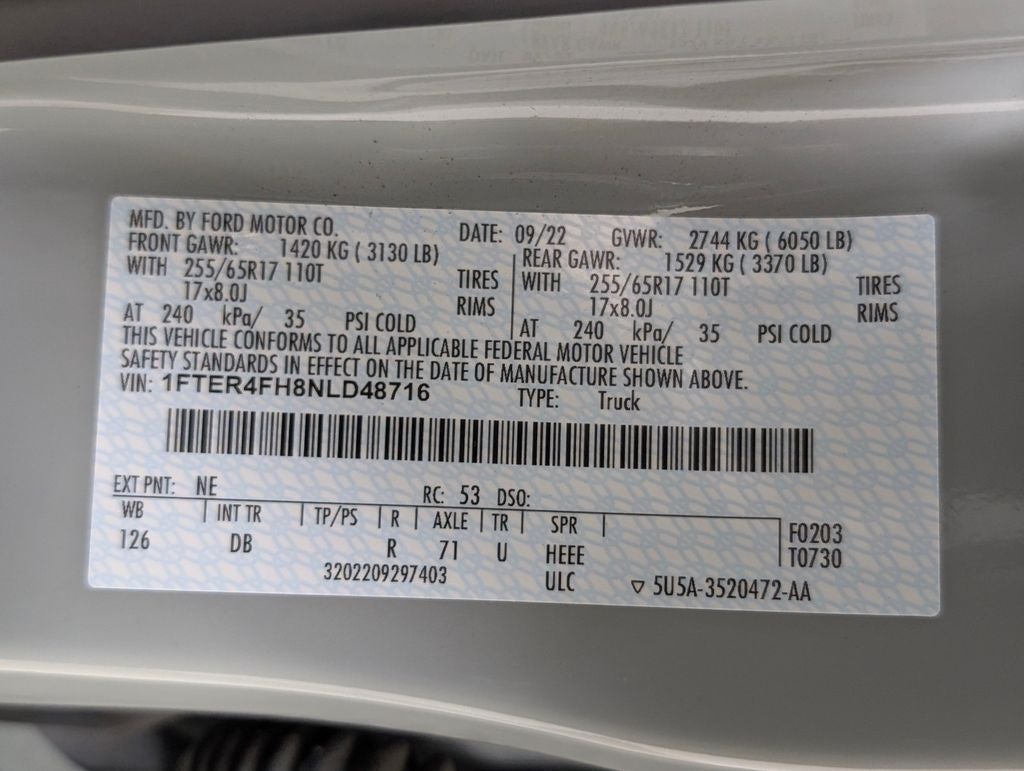 MFD. BY FORD MOTOR CO. DATE: 09/22 GVWR: 2744 KG ( 6050 LB)
FRONT GAWR: 1420 KG ( 3130 LB) REAR GAWR: 1529 KG ( 3370 LB)
WITH 255/65R17 110T TIRES WITH 255/65R17 110T TIRES
17x8.0J RIMS 17x8.0J RIMS
AT 240 kPa/ 35 PSI COLD AT 240 kPa/ 35 PSI COLD
THIS VEHICLE CONFORMS TO ALL APPLICABLE FEDERAL MOTOR VEHICLE
SAFETY STANDARDS IN EFFECT ON THE DATE OF MANUFACTURE SHOWN ABOVE.
VIN: 1FTER4FH8NLD48716 TYPE: Truck
EXT PNT: NE RC: 53 DSO:
WB INT TR TP/PS R AXLE TR SPR F0203
126 DB R 71 U HEEE T0730
3202209297403 ULC ▽ 5U5A-3520472-AA